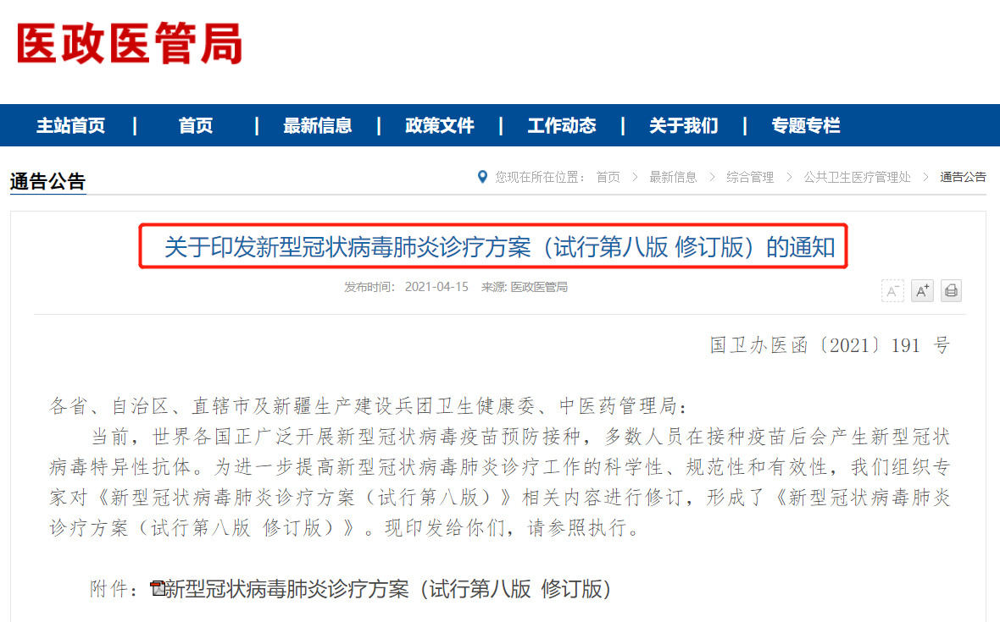 医政医管局
主站首页 | 首页 | 最新信息 | 政策文件 | 工作动态 | 关于我们 | 专题专栏
通告公告
您现在所在位置： 首页 > 最新信息 > 综合管理 > 公共卫生医疗管理处 > 通告公告
关于印发新型冠状病毒肺炎诊疗方案（试行第八版 修订版）的通知
发布时间： 2021-04-15 来源: 医政医管局
A- A+
国卫办医函〔2021〕191 号
各省、自治区、直辖市及新疆生产建设兵团卫生健康委、中医药管理局：
当前，世界各国正广泛开展新型冠状病毒疫苗预防接种，多数人员在接种疫苗后会产生新型冠状
病毒特异性抗体。为进一步提高新型冠状病毒肺炎诊疗工作的科学性、规范性和有效性，我们组织专
家对《新型冠状病毒肺炎诊疗方案（试行第八版）》相关内容进行修订，形成了《新型冠状病毒肺炎
诊疗方案（试行第八版 修订版）》。现印发给你们，请参照执行。
附件：新型冠状病毒肺炎诊疗方案（试行第八版 修订版）